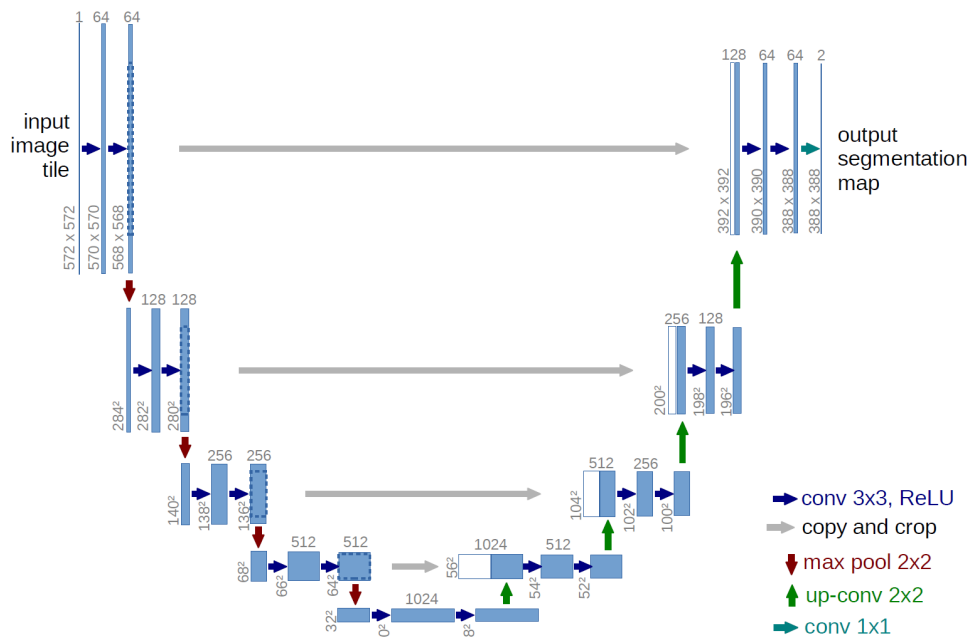 1 64 64
128 64 64 2
input
image
tile
output
segmentation
map
572 x 572
570 x 570
568 x 568
392 x 392
390 x 390
388 x 388
388 x 388
128 128
256 128
284²
282²
280²
200²
198²
196²
256 256
512 256
140²
138²
136²
104²
102²
100²
512 512
1024 512
68²
66²
64²
56²
54²
52²
1024
32²
0²
8²
conv 3x3, ReLU
copy and crop
max pool 2x2
up-conv 2x2
conv 1x1